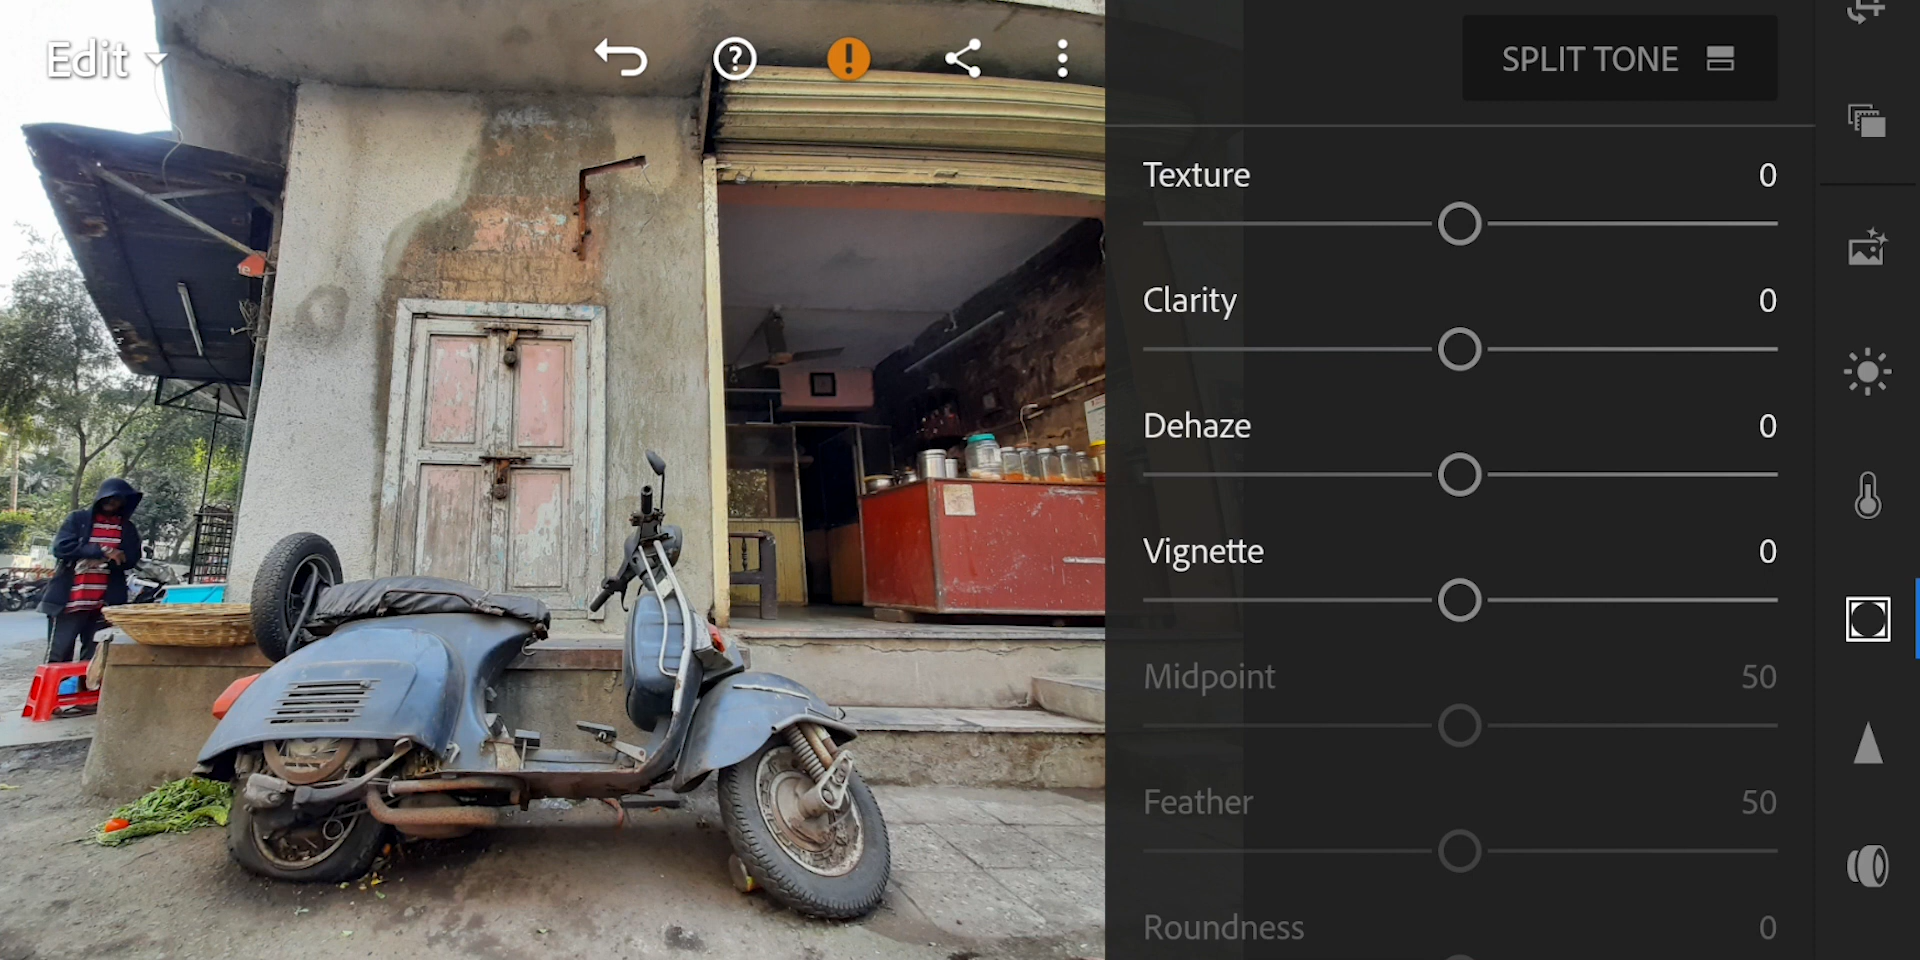 Edit
SPLIT TONE
Texture 0
Clarity 0
Dehaze 0
Vignette 0
Midpoint 50
Feather 50
Roundness 0